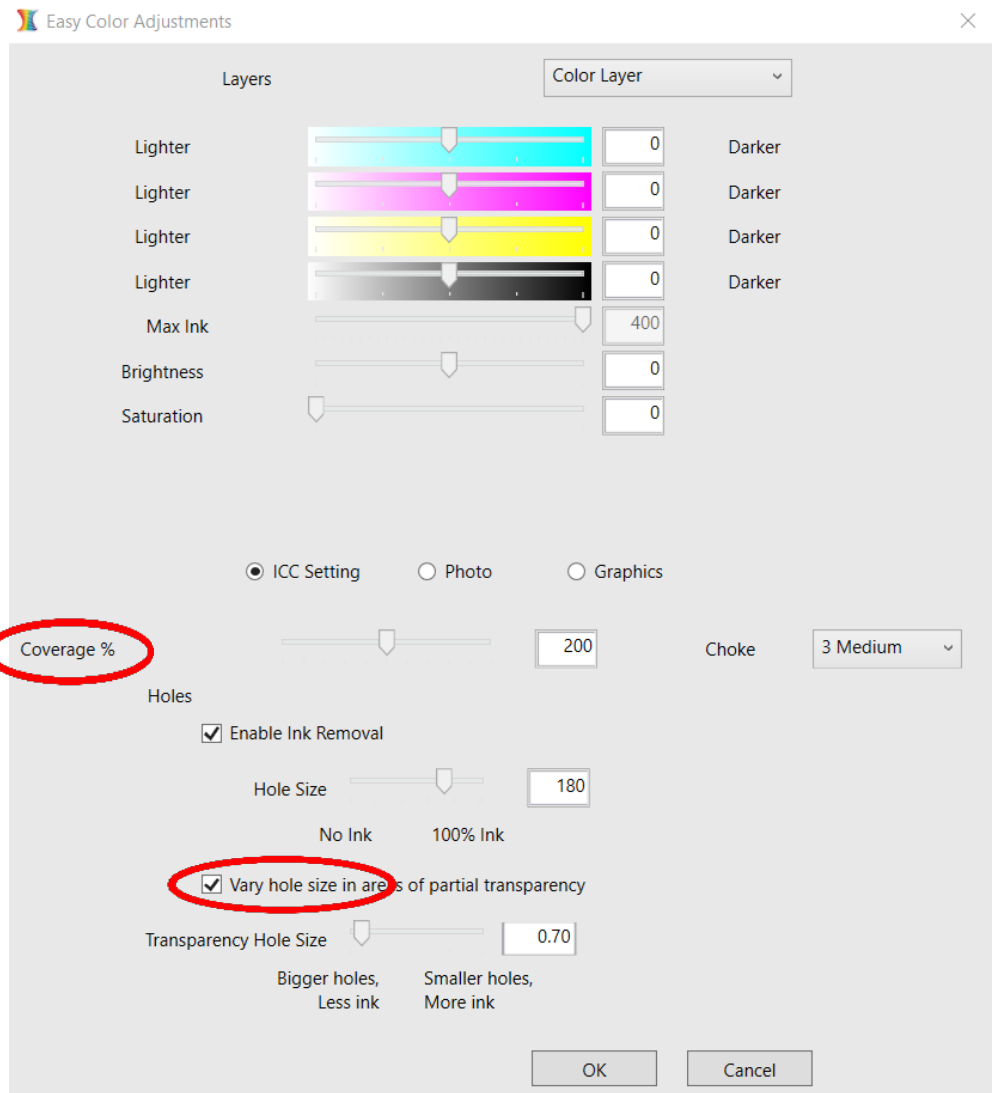 Easy Color Adjustments
Layers Color Layer
Lighter 0 Darker
Lighter 0 Darker
Lighter 0 Darker
Lighter 0 Darker
Max Ink 400
Brightness 0
Saturation 0
ICC Setting Photo Graphics
Coverage % 200 Choke 3 Medium
Holes
Enable Ink Removal
Hole Size 180
No Ink 100% Ink
Vary hole size in areas of partial transparency
Transparency Hole Size 0.70
Bigger holes, Smaller holes,
Less ink More ink
OK Cancel